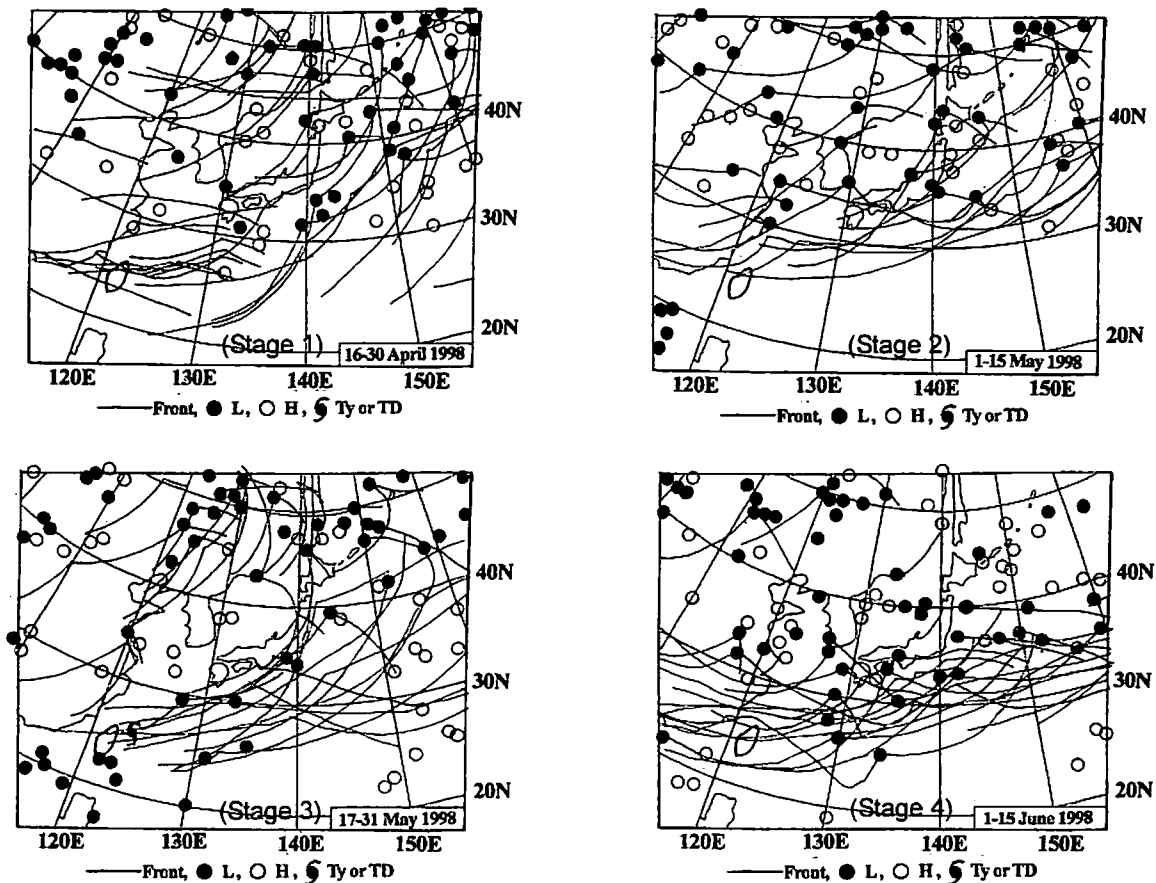 40N
30N
20N
(Stage 1)
16-30 April 1998
120E 130E 140E 150E
Front, L, H, Ty or TD
40N
30N
20N
(Stage 2)
1-15 May 1998
120E 130E 140E 150E
Front, L, H, Ty or TD
40N
30N
20N
(Stage 3)
17-31 May 1998
120E 130E 140E 150E
Front, L, H, Ty or TD
40N
30N
20N
(Stage 4)
1-15 June 1998
120E 130E 140E 150E
Front, L, H, Ty or TD